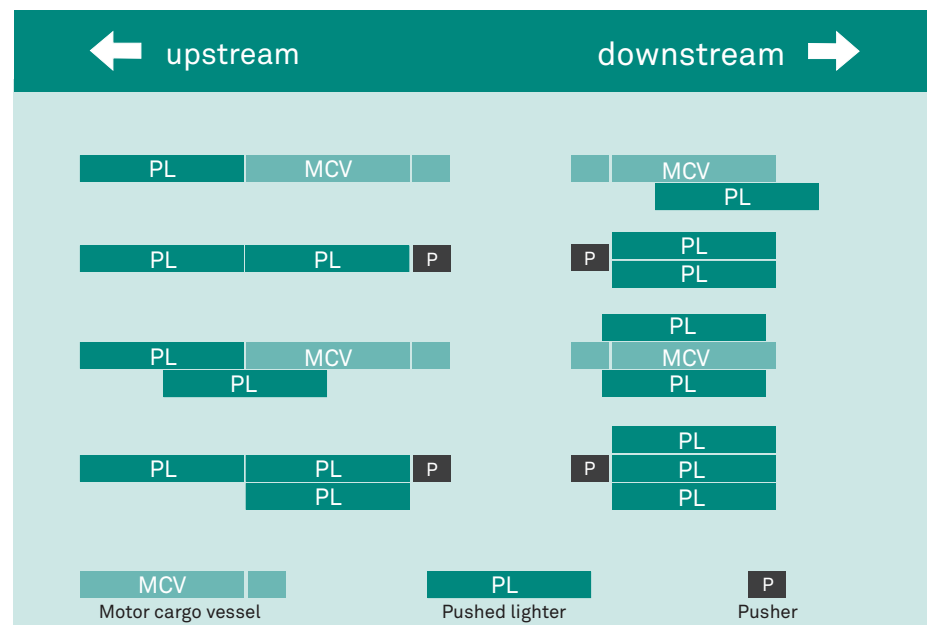 upstream downstream
PL MCV MCV
PL
PL PL P P PL
PL
PL
PL MCV MCV
PL PL
PL
PL PL P P PL
PL PL
MCV PL P
Motor cargo vessel Pushed lighter Pusher